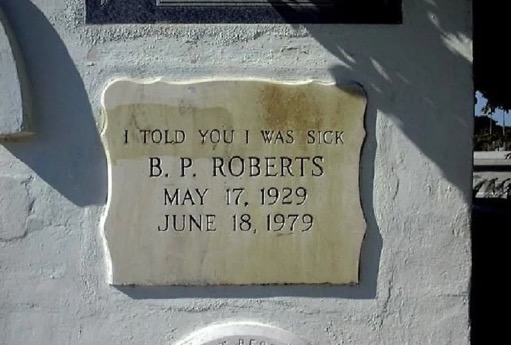 I TOLD YOU I WAS SICK
B. P. ROBERTS
MAY 17, 1929
JUNE 18, 1979